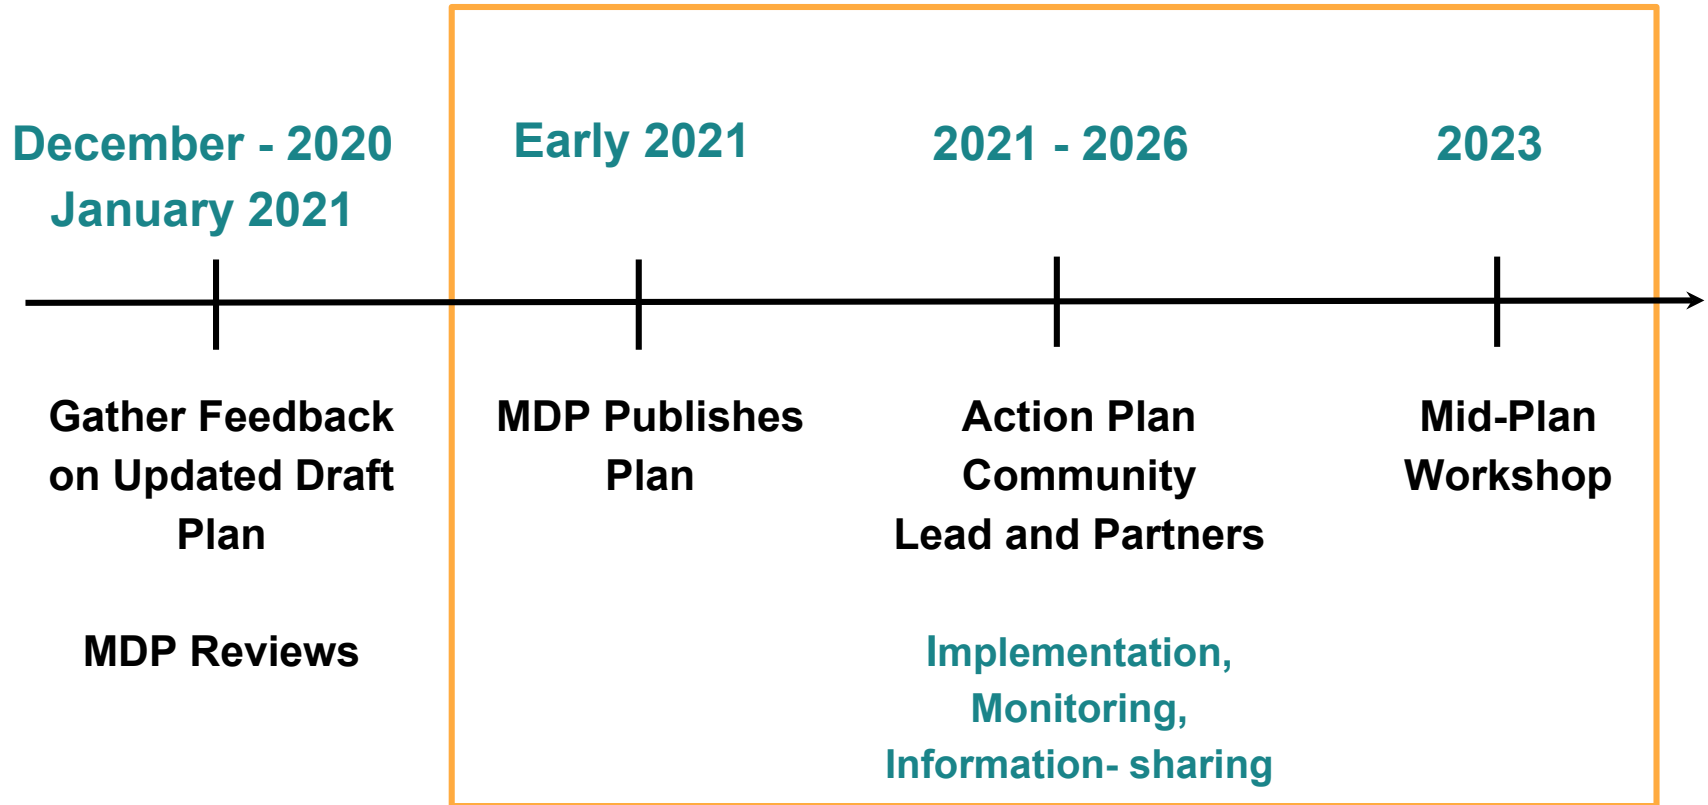 December - 2020
January 2021
Early 2021
2021 - 2026
2023
Gather Feedback
on Updated Draft
Plan
MDP Reviews
MDP Publishes
Plan
Action Plan
Community
Lead and Partners
Implementation,
Monitoring,
Information- sharing
Mid-Plan
Workshop